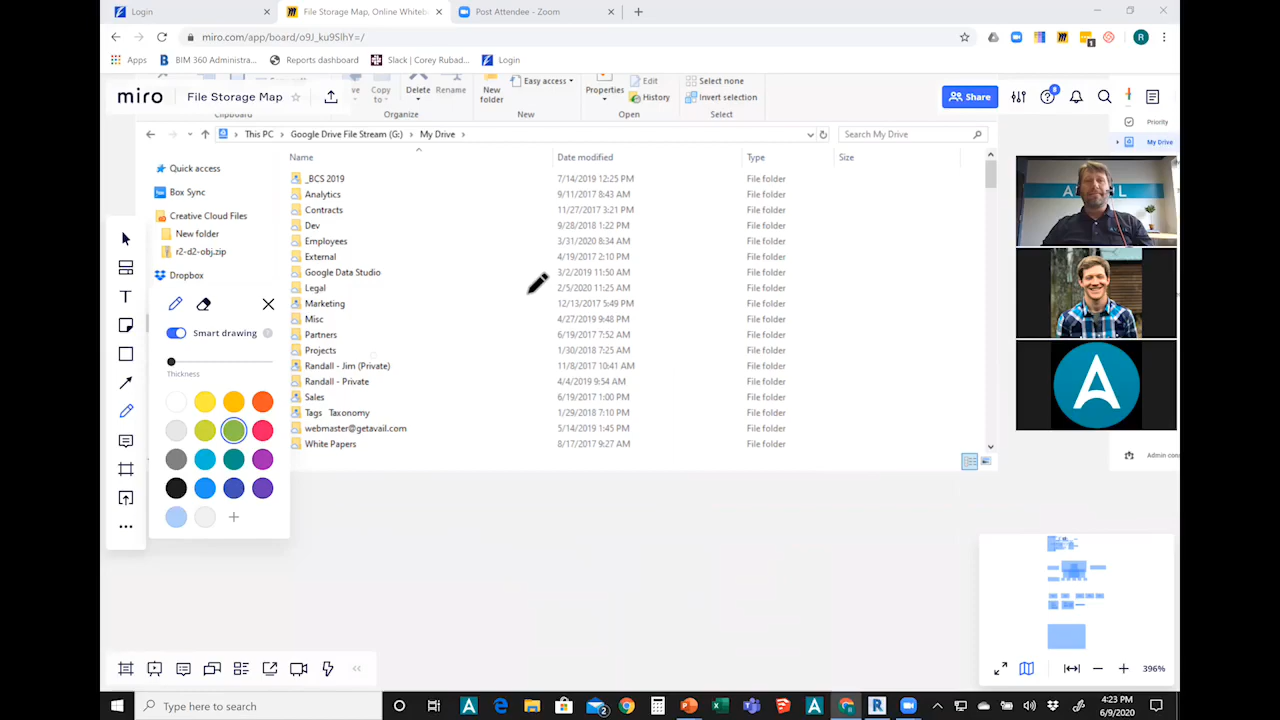 Login
File Storage Map, Online Whiteb
Post Attendee - Zoom
miro.com/app/board/o9J_ku9SlhY=/
Apps
BIM 360 Administra...
Reports dashboard
Slack | Corey Rubad...
Login
miro
File Storage Map
Share
Copy to
Delete
Rename
New folder
Easy access
Properties
Edit
History
Select none
Invert selection
Clipboard
Organize
New
Open
Select
Priority
My Drive
This PC
Google Drive File Stream (G:)
My Drive
Search My Drive
Name
Date modified
Type
Size
Quick access
Box Sync
Creative Cloud Files
New folder
r2-d2-obj.zip
Dropbox
_BCS 2019 7/14/2019 12:25 PM File folder
Analytics 9/11/2017 8:43 AM File folder
Contracts 11/27/2017 3:21 PM File folder
Dev 9/28/2018 1:22 PM File folder
Employees 3/31/2020 8:34 AM File folder
External 4/19/2017 2:10 PM File folder
Google Data Studio 3/2/2019 11:50 AM File folder
Legal 2/5/2020 11:25 AM File folder
Marketing 12/13/2017 5:49 PM File folder
Misc 4/27/2019 9:48 PM File folder
Partners 6/19/2017 7:52 AM File folder
Projects 1/30/2018 7:25 AM File folder
Randall - Jim (Private) 11/8/2017 10:41 AM File folder
Randall - Private 4/4/2019 9:54 AM File folder
Sales 6/19/2017 1:00 PM File folder
Tags Taxonomy 1/29/2018 7:10 PM File folder
webmaster@getavail.com 5/14/2019 1:45 PM File folder
White Papers 8/17/2017 9:27 AM File folder
Smart drawing
Thickness
Admin con
396%
Type here to search
4:23 PM
6/9/2020